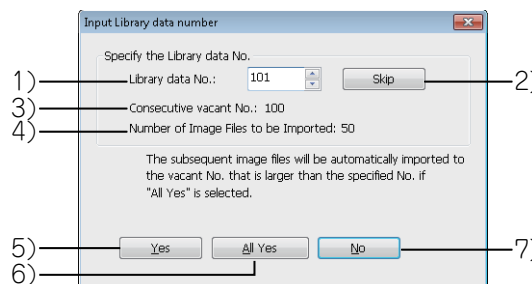 Input Library data number
Specify the Library data No.
1) Library data No.: 101 Skip 2)
3) Consecutive vacant No.: 100
4) Number of Image Files to be Imported: 50
The subsequent image files will be automatically imported to
the vacant No. that is larger than the specified No. if
"All Yes" is selected.
5) Yes All Yes No 7)
6)